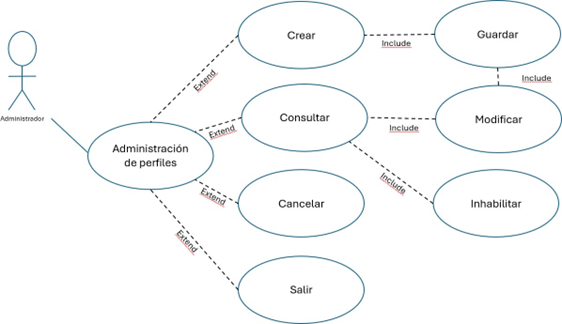 Crear
Include
Guardar
Extend
Include
Administrador
Extend
Consultar
Include
Modificar
Administración
de perfiles
Include
Extend
Cancelar
Inhabilitar
Extend
Salir